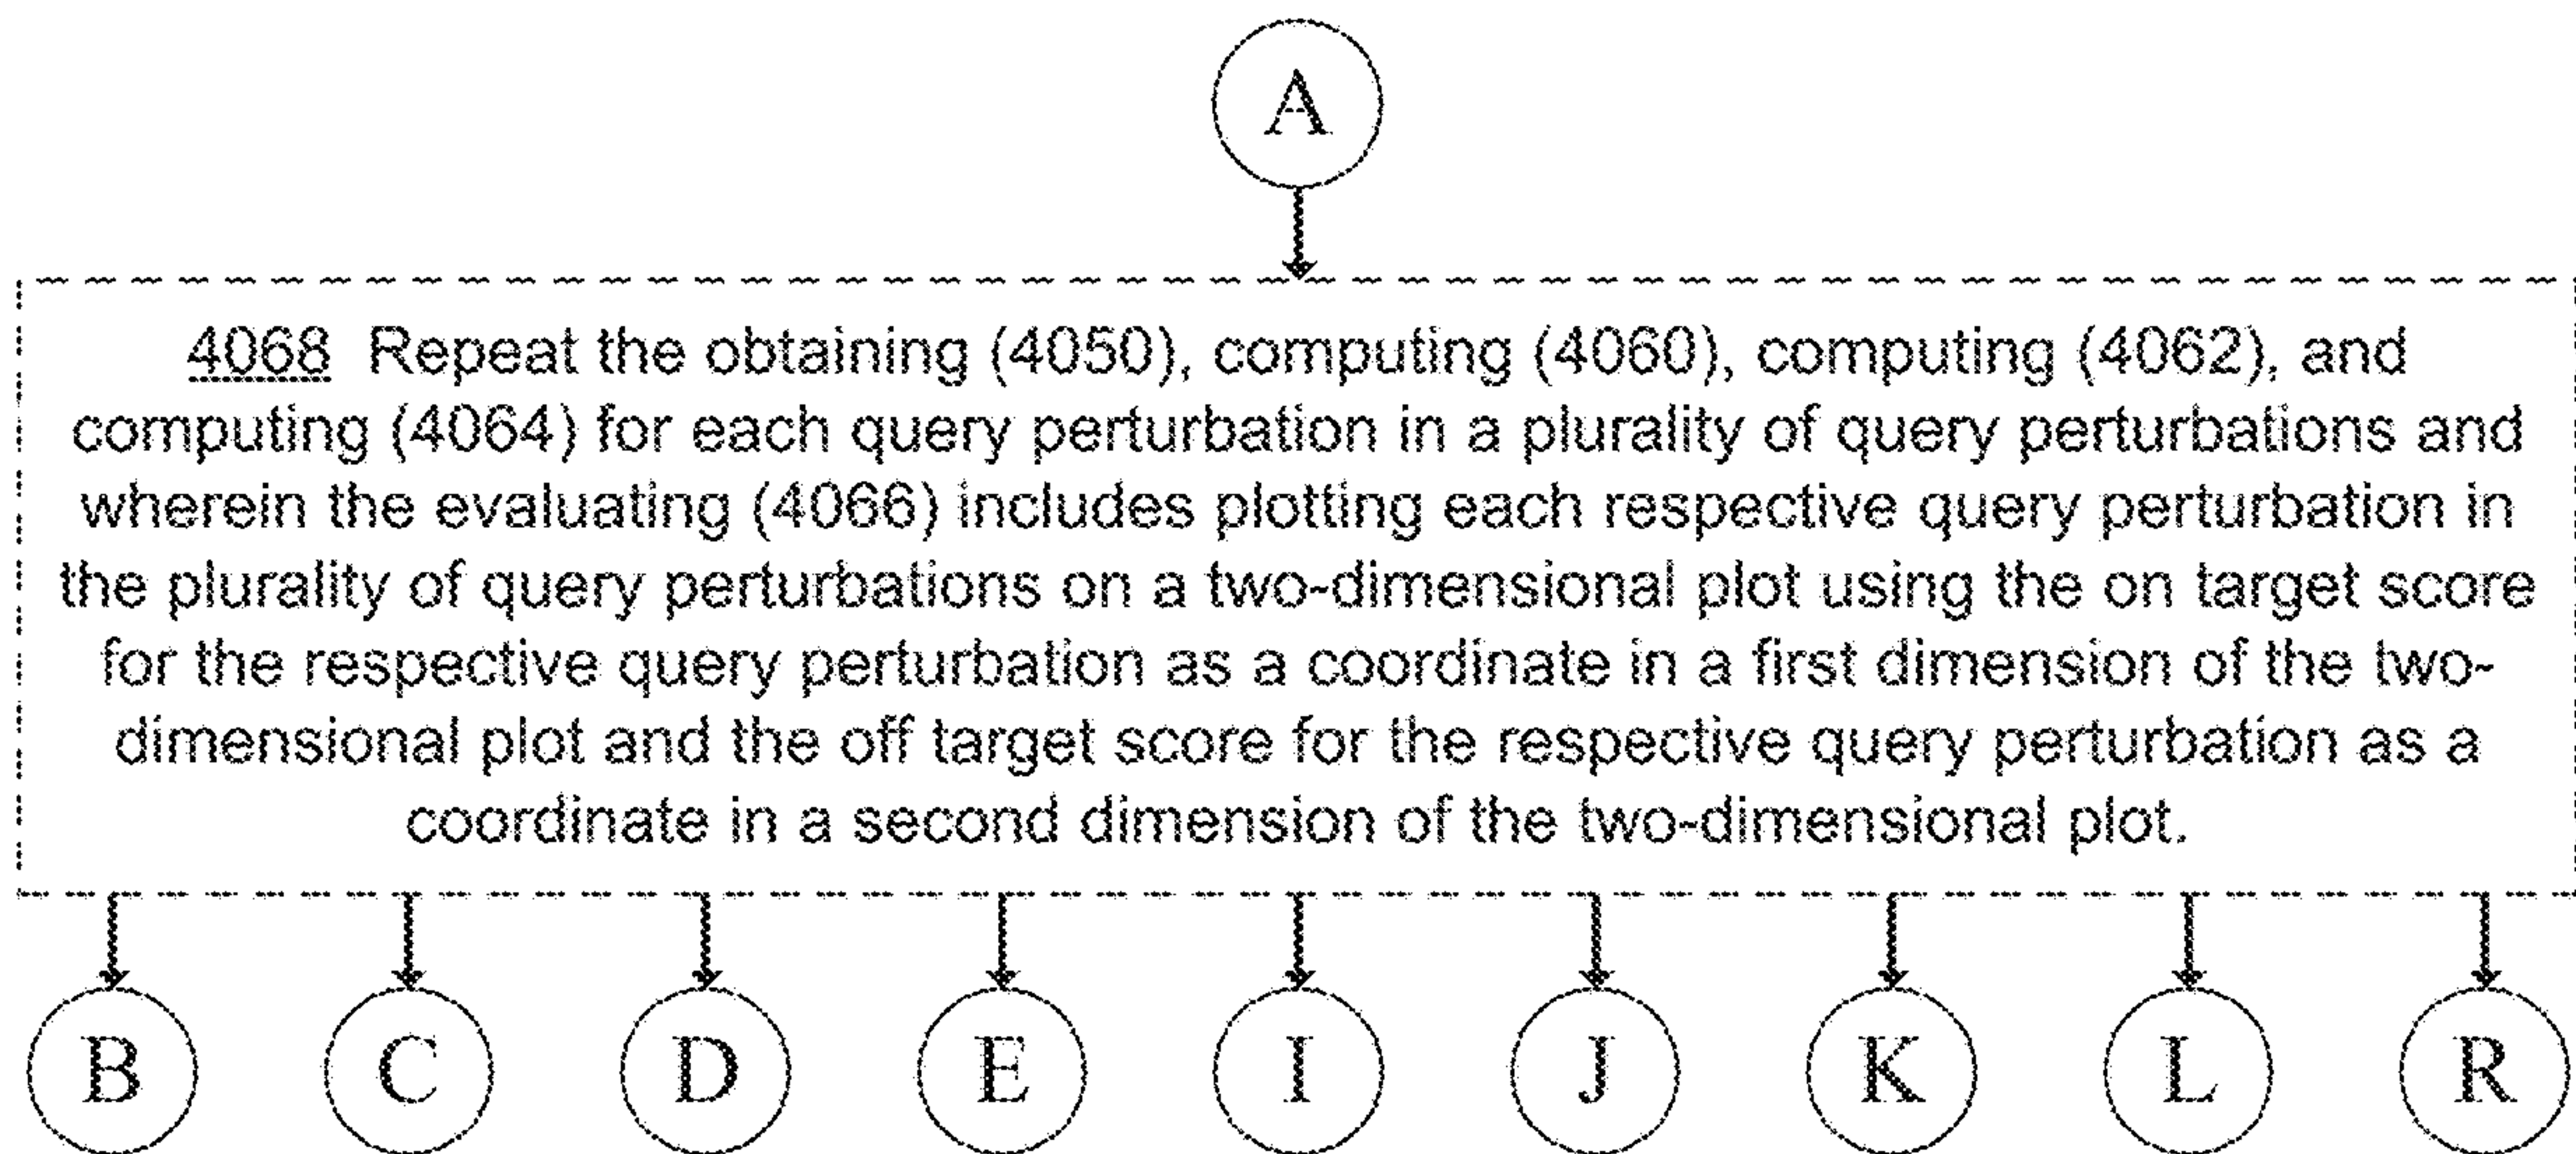 A
4068 Repeat the obtaining (4050), computing (4060), computing (4062), and
computing (4064) for each query perturbation in a plurality of query perturbations and
wherein the evaluating (4066) includes plotting each respective query perturbation in
the plurality of query perturbations on a two-dimensional plot using the on target score
for the respective query perturbation as a coordinate in a first dimension of the two-
dimensional plot and the off target score for the respective query perturbation as a
coordinate in a second dimension of the two-dimensional plot.
B C D E I J K L R